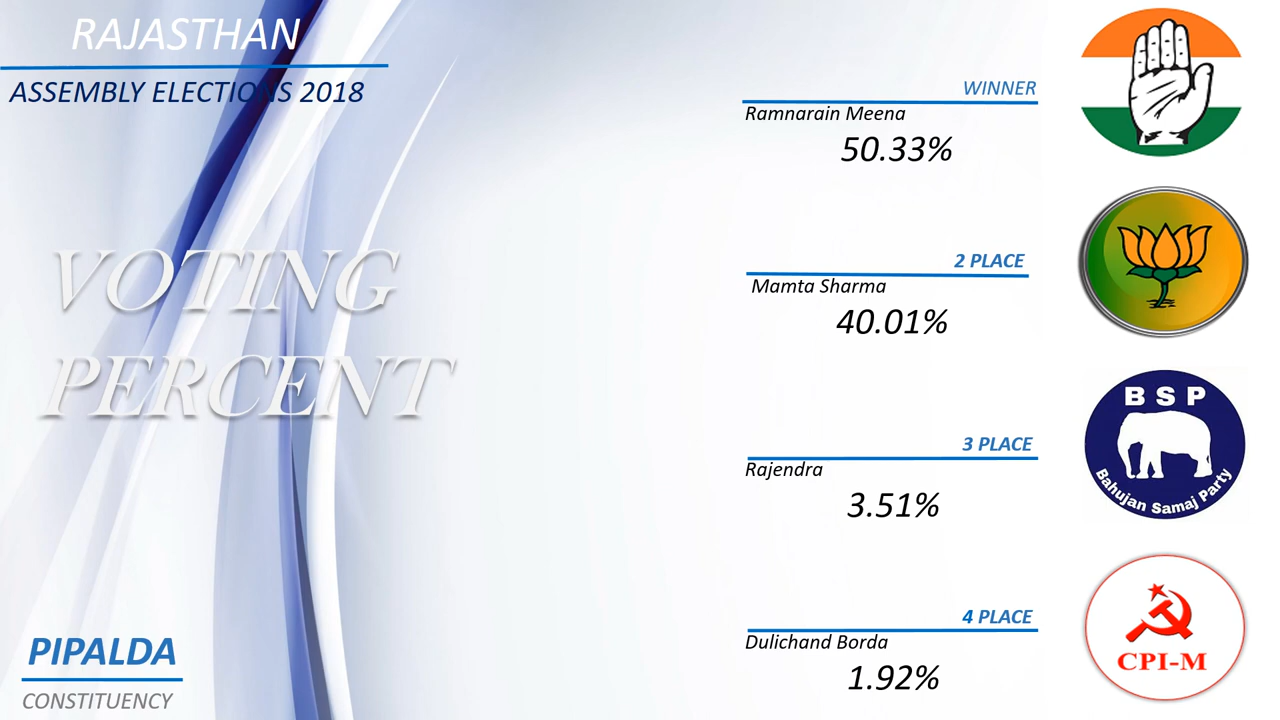 RAJASTHAN
ASSEMBLY ELECTIONS 2018
VOTING
PERCENT
PIPALDA
CONSTITUENCY
WINNER
Ramnarain Meena
50.33%
2 PLACE
Mamta Sharma
40.01%
3 PLACE
Rajendra
3.51%
4 PLACE
Dulichand Borda
1.92%
BSP
Bahujan Samaj Party
CPI-M